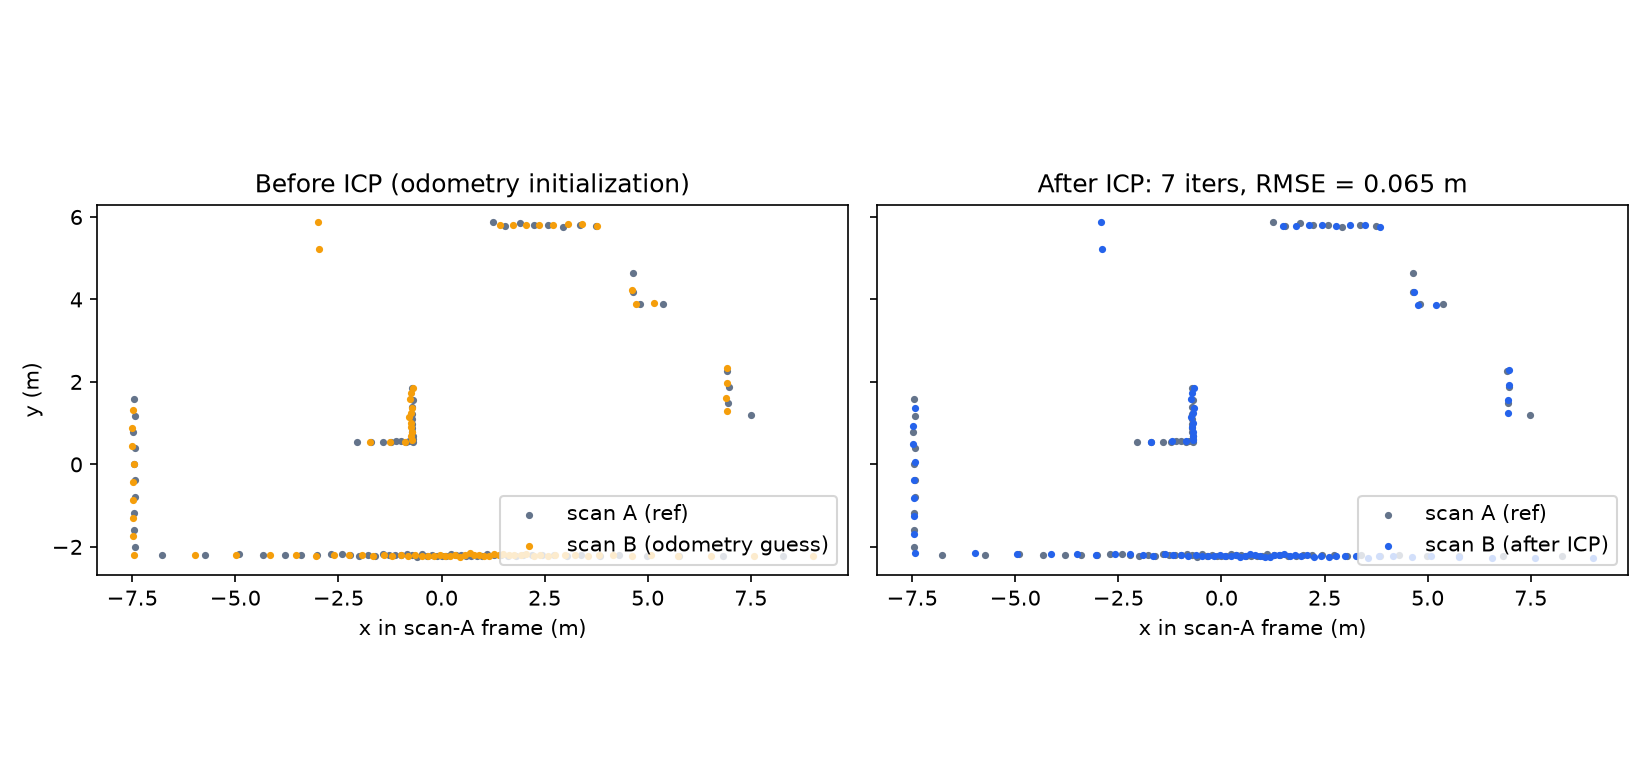 Before ICP (odometry initialization)
After ICP: 7 iters, RMSE = 0.065 m
6
4
2
0
−2
y (m)
scan A (ref)
scan B (odometry guess)
scan A (ref)
scan B (after ICP)
−7.5 −5.0 −2.5 0.0 2.5 5.0 7.5
−7.5 −5.0 −2.5 0.0 2.5 5.0 7.5
x in scan-A frame (m)
x in scan-A frame (m)